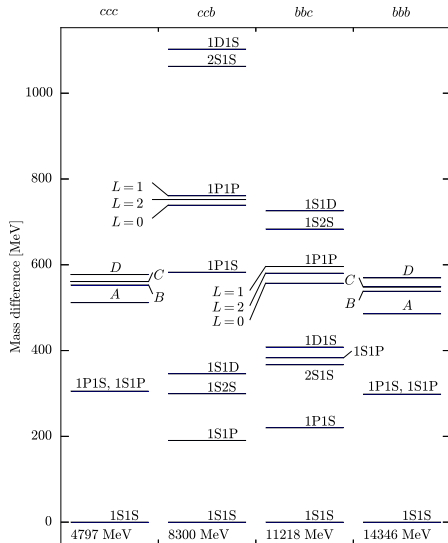 ccc ccb bbc bbb
1D1S
2S1S
1000
L = 1
1P1P
800
L = 2
L = 0
1S1D
1S2S
1P1P
600
D
1P1S
C
D
C
L = 1
A
B
L = 2
B
A
L = 0
Mass difference [MeV]
400
1D1S
1S1P
1S1D
2S1S
1P1S, 1S1P
1S2S
1P1S, 1S1P
1S1P
1P1S
200
0
1S1S 1S1S 1S1S 1S1S
4797 MeV 8300 MeV 11218 MeV 14346 MeV